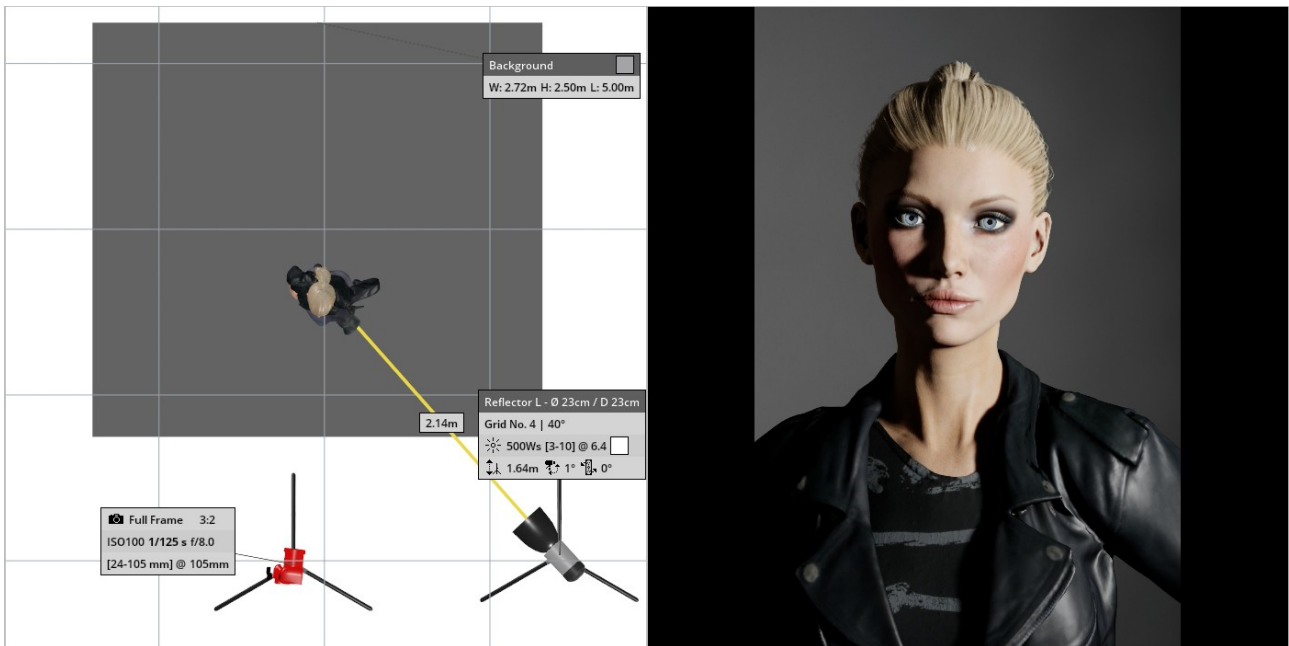 Background
W: 2.72m H: 2.50m L: 5.00m
2.14m
Reflector L - Ø 23cm / D 23cm
Grid No. 4 | 40°
500Ws [3-10] @ 6.4
1.64m 1° 0°
Full Frame 3:2
ISO100 1/125 s f/8.0
[24-105 mm] @ 105mm